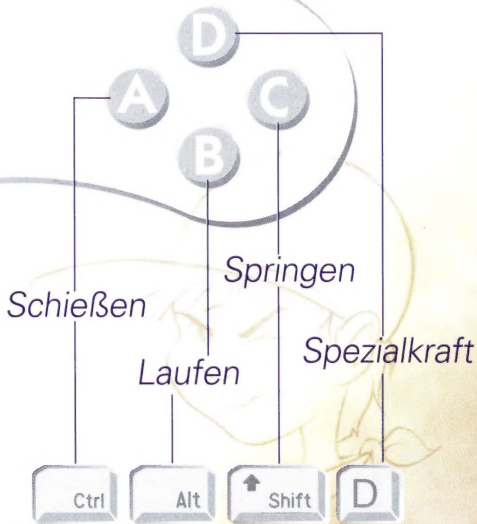 D
A C
B
Springen
Schießen
Spezialkraft
Laufen
Ctrl Alt Shift D